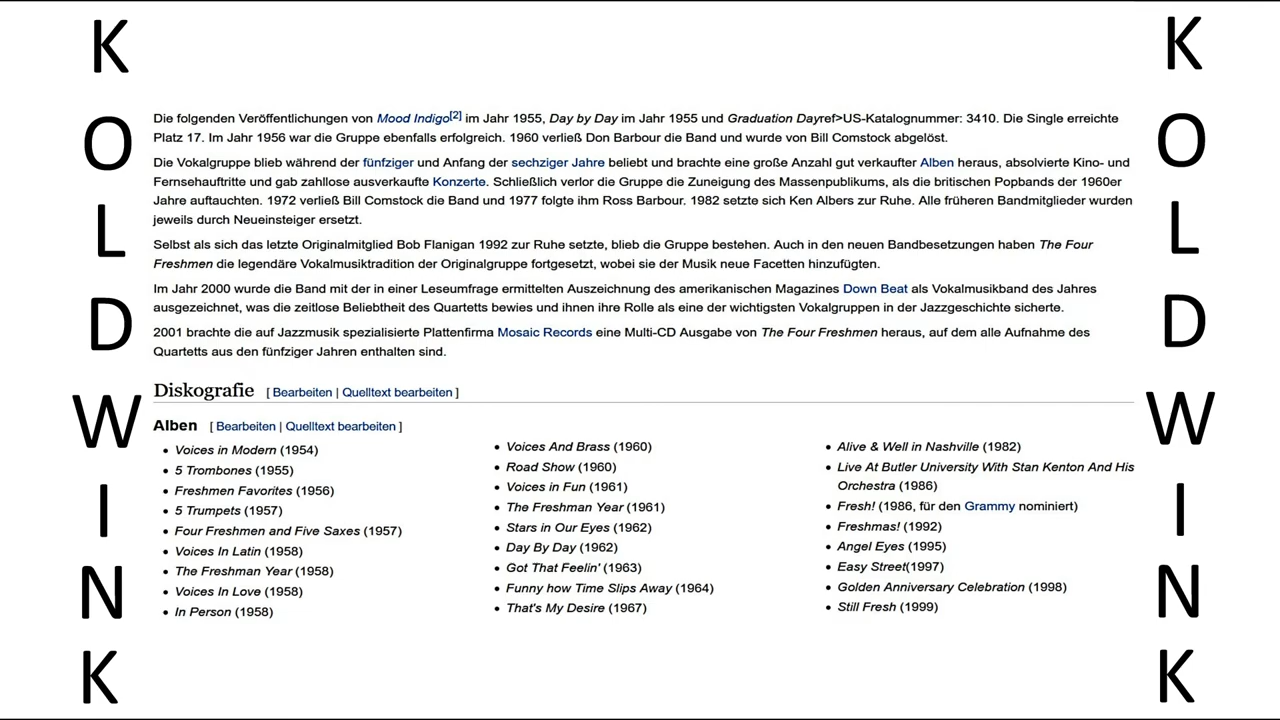 K
O
L
D
W
I
N
K
Die folgenden Veröffentlichungen von Mood Indigo[2] im Jahr 1955, Day by Day im Jahr 1955 und Graduation Dayref>US-Katalognummer: 3410. Die Single erreichte
Platz 17. Im Jahr 1956 war die Gruppe ebenfalls erfolgreich. 1960 verließ Don Barbour die Band und wurde von Bill Comstock abgelöst.
Die Vokalgruppe blieb während der fünfziger und Anfang der sechziger Jahre beliebt und brachte eine große Anzahl gut verkaufter Alben heraus, absolvierte Kino- und
Fernsehauftritte und gab zahllose ausverkaufte Konzerte. Schließlich verlor die Gruppe die Zuneigung des Massenpublikums, als die britischen Popbands der 1960er
Jahre auftauchten. 1972 verließ Bill Comstock die Band und 1977 folgte ihm Ross Barbour. 1982 setzte sich Ken Albers zur Ruhe. Alle früheren Bandmitglieder wurden
jeweils durch Neueinsteiger ersetzt.
Selbst als sich das letzte Originalmitglied Bob Flanigan 1992 zur Ruhe setzte, blieb die Gruppe bestehen. Auch in den neuen Bandbesetzungen haben The Four
Freshmen die legendäre Vokalmusiktradition der Originalgruppe fortgesetzt, wobei sie der Musik neue Facetten hinzufügten.
Im Jahr 2000 wurde die Band mit der in einer Leseumfrage ermittelten Auszeichnung des amerikanischen Magazines Down Beat als Vokalmusikband des Jahres
ausgezeichnet, was die zeitlose Beliebtheit des Quartetts bewies und ihnen ihre Rolle als eine der wichtigsten Vokalgruppen in der Jazzgeschichte sicherte.
2001 brachte die auf Jazzmusik spezialisierte Plattenfirma Mosaic Records eine Multi-CD Ausgabe von The Four Freshmen heraus, auf dem alle Aufnahme des
Quartetts aus den fünfziger Jahren enthalten sind.
Diskografie [ Bearbeiten | Quelltext bearbeiten ]
Alben [ Bearbeiten | Quelltext bearbeiten ]
• Voices in Modern (1954)
• 5 Trombones (1955)
• Freshmen Favorites (1956)
• 5 Trumpets (1957)
• Four Freshmen and Five Saxes (1957)
• Voices In Latin (1958)
• The Freshman Year (1958)
• Voices In Love (1958)
• In Person (1958)
• Voices And Brass (1960)
• Road Show (1960)
• Voices in Fun (1961)
• The Freshman Year (1961)
• Stars in Our Eyes (1962)
• Day By Day (1962)
• Got That Feelin' (1963)
• Funny how Time Slips Away (1964)
• That's My Desire (1967)
• Alive & Well in Nashville (1982)
• Live At Butler University With Stan Kenton And His
Orchestra (1986)
• Fresh! (1986, für den Grammy nominiert)
• Freshmas! (1992)
• Angel Eyes (1995)
• Easy Street(1997)
• Golden Anniversary Celebration (1998)
• Still Fresh (1999)
K
O
L
D
W
I
N
K